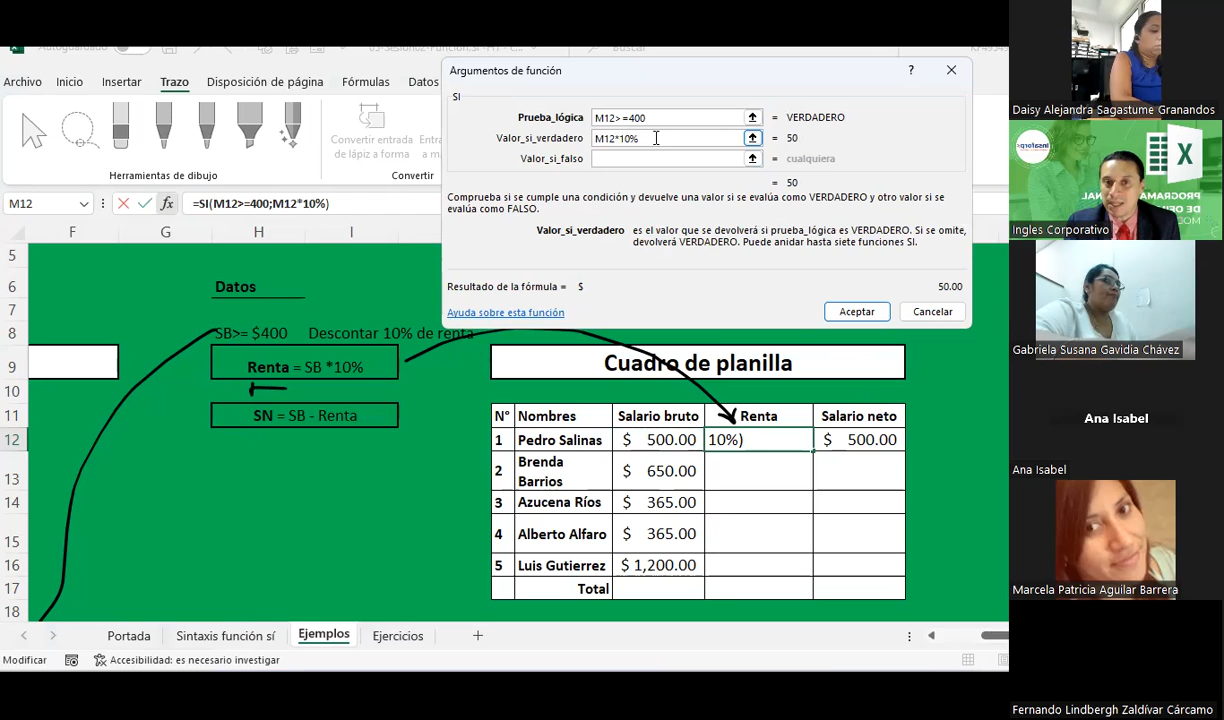 Autoguardado
Buscar
Archivo Inicio Insertar Trazo Disposición de página Fórmulas Datos
Convertir entrada
de lápiz a forma
Herramientas de dibujo
Convertir
M12
fx
=SI(M12>=400;M12*10%)
Argumentos de función
?
SI
Prueba_lógica M12>=400 = VERDADERO
Valor_si_verdadero M12*10% = 50
Valor_si_falso = cualquiera
= 50
Comprueba si se cumple una condición y devuelve una valor si se evalúa como VERDADERO y otro valor si se
evalúa como FALSO.
Valor_si_verdadero es el valor que se devolverá si prueba_lógica es VERDADERO. Si se omite,
devolverá VERDADERO. Puede anidar hasta siete funciones SI.
Resultado de la fórmula = $ 50.00
Ayuda sobre esta función
Aceptar
Cancelar
F G H I
5
6
7
8
9
10
11
12
13
14
15
16
17
18
Datos
SB>= $400 Descontar 10% de renta
Renta = SB *10%
SN = SB - Renta
Cuadro de planilla
N° Nombres Salario bruto Renta Salario neto
1 Pedro Salinas $ 500.00 10%) $ 500.00
2 Brenda Barrios $ 650.00
3 Azucena Ríos $ 365.00
4 Alberto Alfaro $ 365.00
5 Luis Gutierrez $ 1,200.00
Total
Portada Sintaxis función sí Ejemplos Ejercicios +
Modificar
Accesibilidad: es necesario investigar
Daisy Alejandra Sagastume Granandos
Insaforp
X
Ingles Corporativo
Gabriela Susana Gavidia Chávez
Ana Isabel
Ana Isabel
Marcela Patricia Aguilar Barrera
Fernando Lindbergh Zaldívar Cárcamo